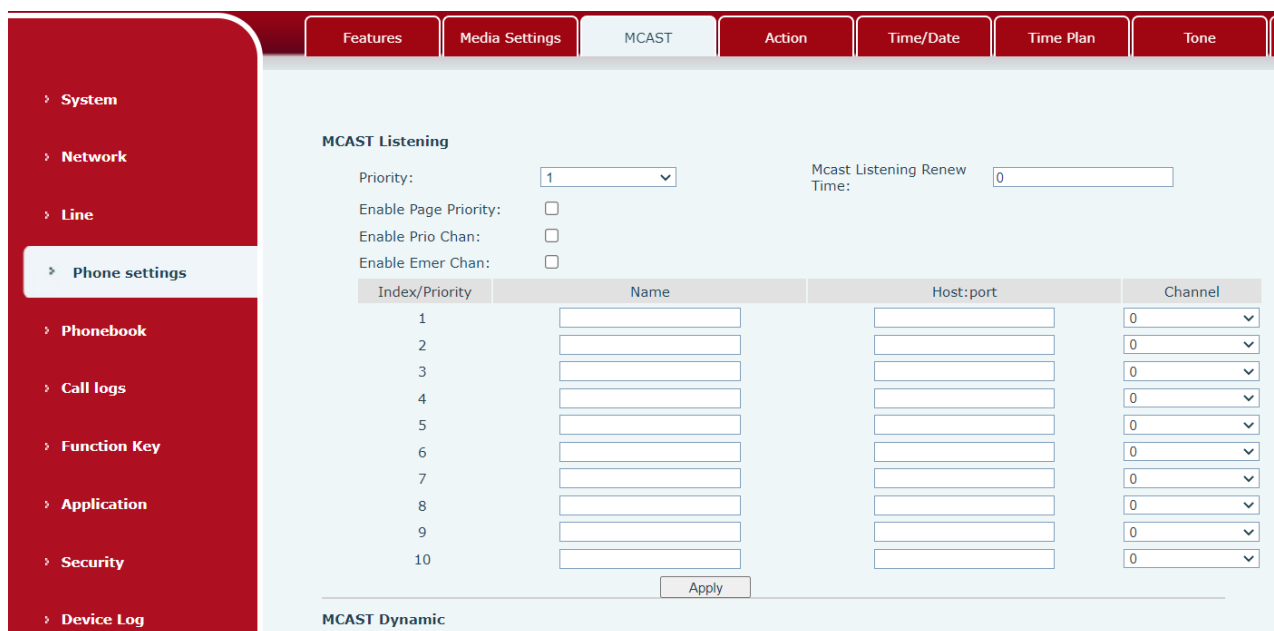 Features Media Settings MCAST Action Time/Date Time Plan Tone
System
Network
Line
Phone settings
Phonebook
Call logs
Function Key
Application
Security
Device Log
MCAST Listening
Priority: 1 Mcast Listening Renew Time: 0
Enable Page Priority:
Enable Prio Chan:
Enable Emer Chan:
Index/Priority Name Host:port Channel
1 0
2 0
3 0
4 0
5 0
6 0
7 0
8 0
9 0
10 0
Apply
MCAST Dynamic